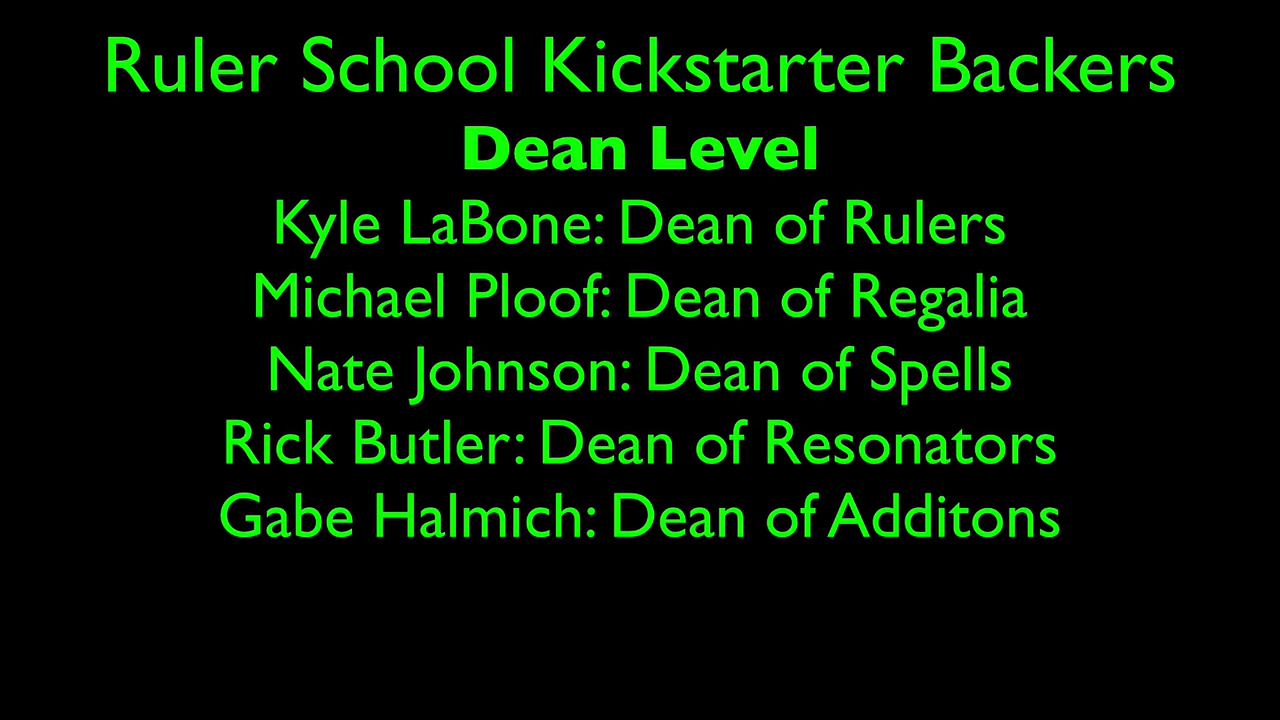 Ruler School Kickstarter Backers
Dean Level
Kyle LaBone: Dean of Rulers
Michael Ploof: Dean of Regalia
Nate Johnson: Dean of Spells
Rick Butler: Dean of Resonators
Gabe Halmich: Dean of Additons